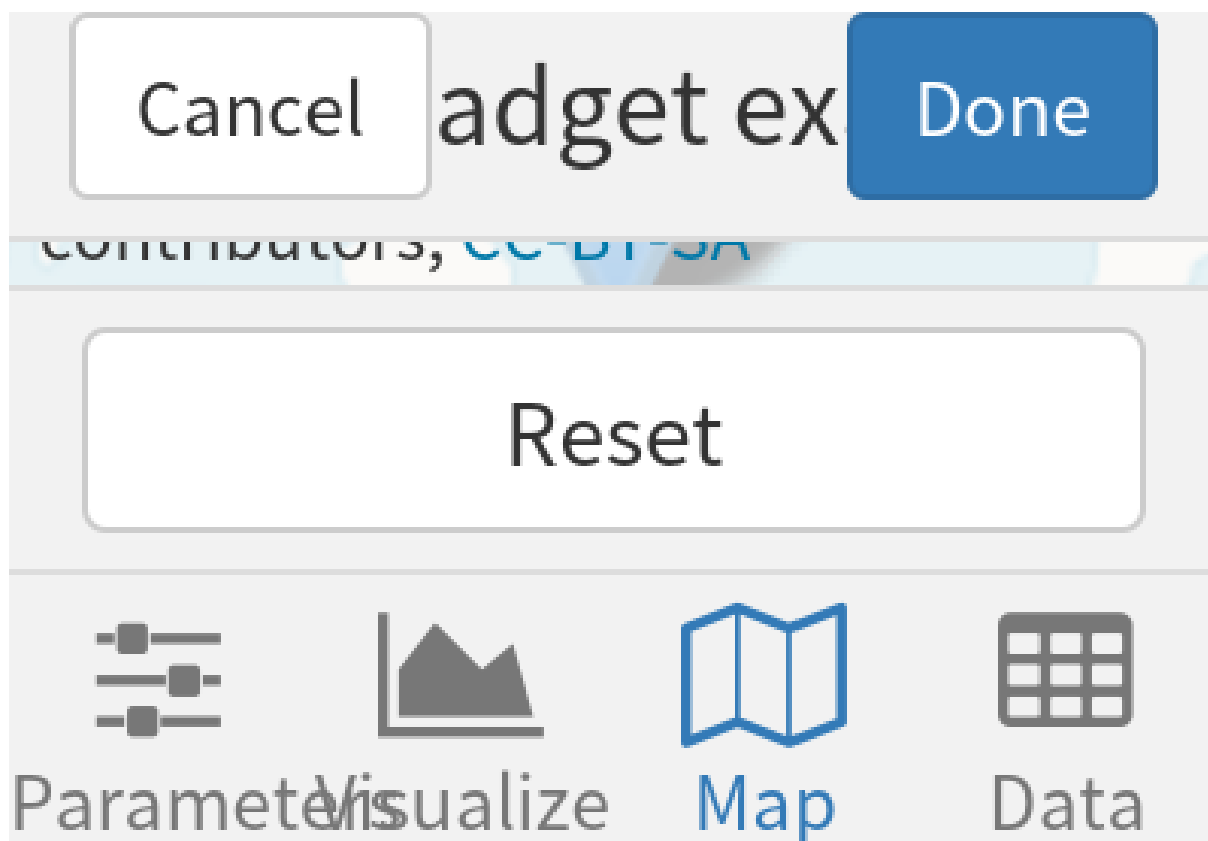 Cancel adget ex Done
contributors, CC-BY-SA
Reset
Parameters Visualize Map Data